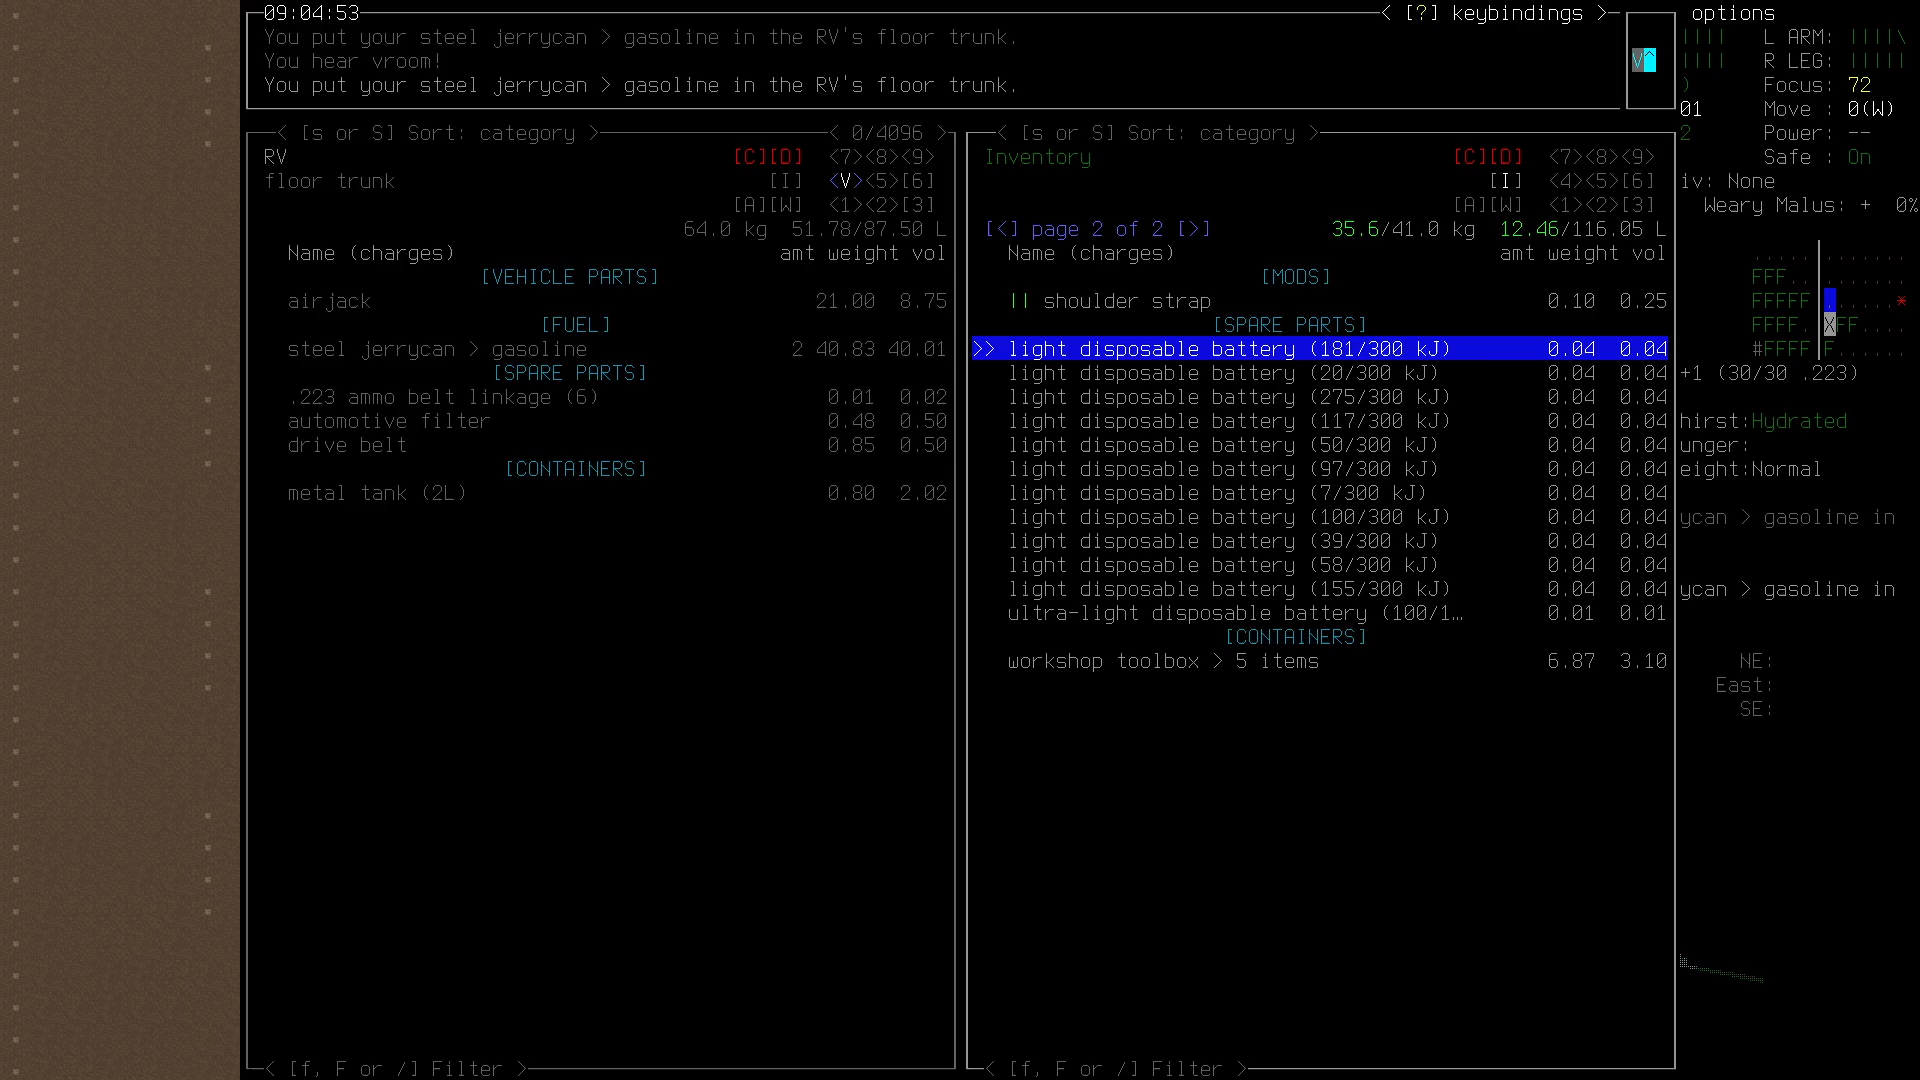 09:04:53 < [?] keybindings > options
You put your steel jerrycan > gasoline in the RV's floor trunk.
You hear vroom!
You put your steel jerrycan > gasoline in the RV's floor trunk.
V^
|||| L ARM: ||||\
|||| R LEG: |||||
) Focus: 72
01 Move : 0(W)
2 Power: --
Safe : On
iv: None
Weary Malus: + 0%
< [s or S] Sort: category > < 0/4096 >
RV [C][D] <7><8><9>
floor trunk [I] <V><5>[6]
[A][W] <1><2>[3]
64.0 kg 51.78/87.50 L
Name (charges) amt weight vol
[VEHICLE PARTS]
airjack 21.00 8.75
[FUEL]
steel jerrycan > gasoline 2 40.83 40.01
[SPARE PARTS]
.223 ammo belt linkage (6) 0.01 0.02
automotive filter 0.48 0.50
drive belt 0.85 0.50
[CONTAINERS]
metal tank (2L) 0.80 2.02
< [f, F or /] Filter >
< [s or S] Sort: category >
Inventory [C][D] <7><8><9>
[I] <4><5>[6]
[A][W] <1><2>[3]
[<] page 2 of 2 [>] 35.6/41.0 kg 12.46/116.05 L
Name (charges) amt weight vol
[MODS]
|| shoulder strap 0.10 0.25
[SPARE PARTS]
>> light disposable battery (181/300 kJ) 0.04 0.04
light disposable battery (20/300 kJ) 0.04 0.04
light disposable battery (275/300 kJ) 0.04 0.04
light disposable battery (117/300 kJ) 0.04 0.04
light disposable battery (50/300 kJ) 0.04 0.04
light disposable battery (97/300 kJ) 0.04 0.04
light disposable battery (7/300 kJ) 0.04 0.04
light disposable battery (100/300 kJ) 0.04 0.04
light disposable battery (39/300 kJ) 0.04 0.04
light disposable battery (58/300 kJ) 0.04 0.04
light disposable battery (155/300 kJ) 0.04 0.04
ultra-light disposable battery (100/1… 0.01 0.01
[CONTAINERS]
workshop toolbox > 5 items 6.87 3.10
< [f, F or /] Filter >
..... .......
FFF.. .......
FFFFF ......*
FFFF. XFF....
#FFFF F......
+1 (30/30 .223)
hirst:Hydrated
unger:
eight:Normal
ycan > gasoline in
ycan > gasoline in
NE:
East:
SE: